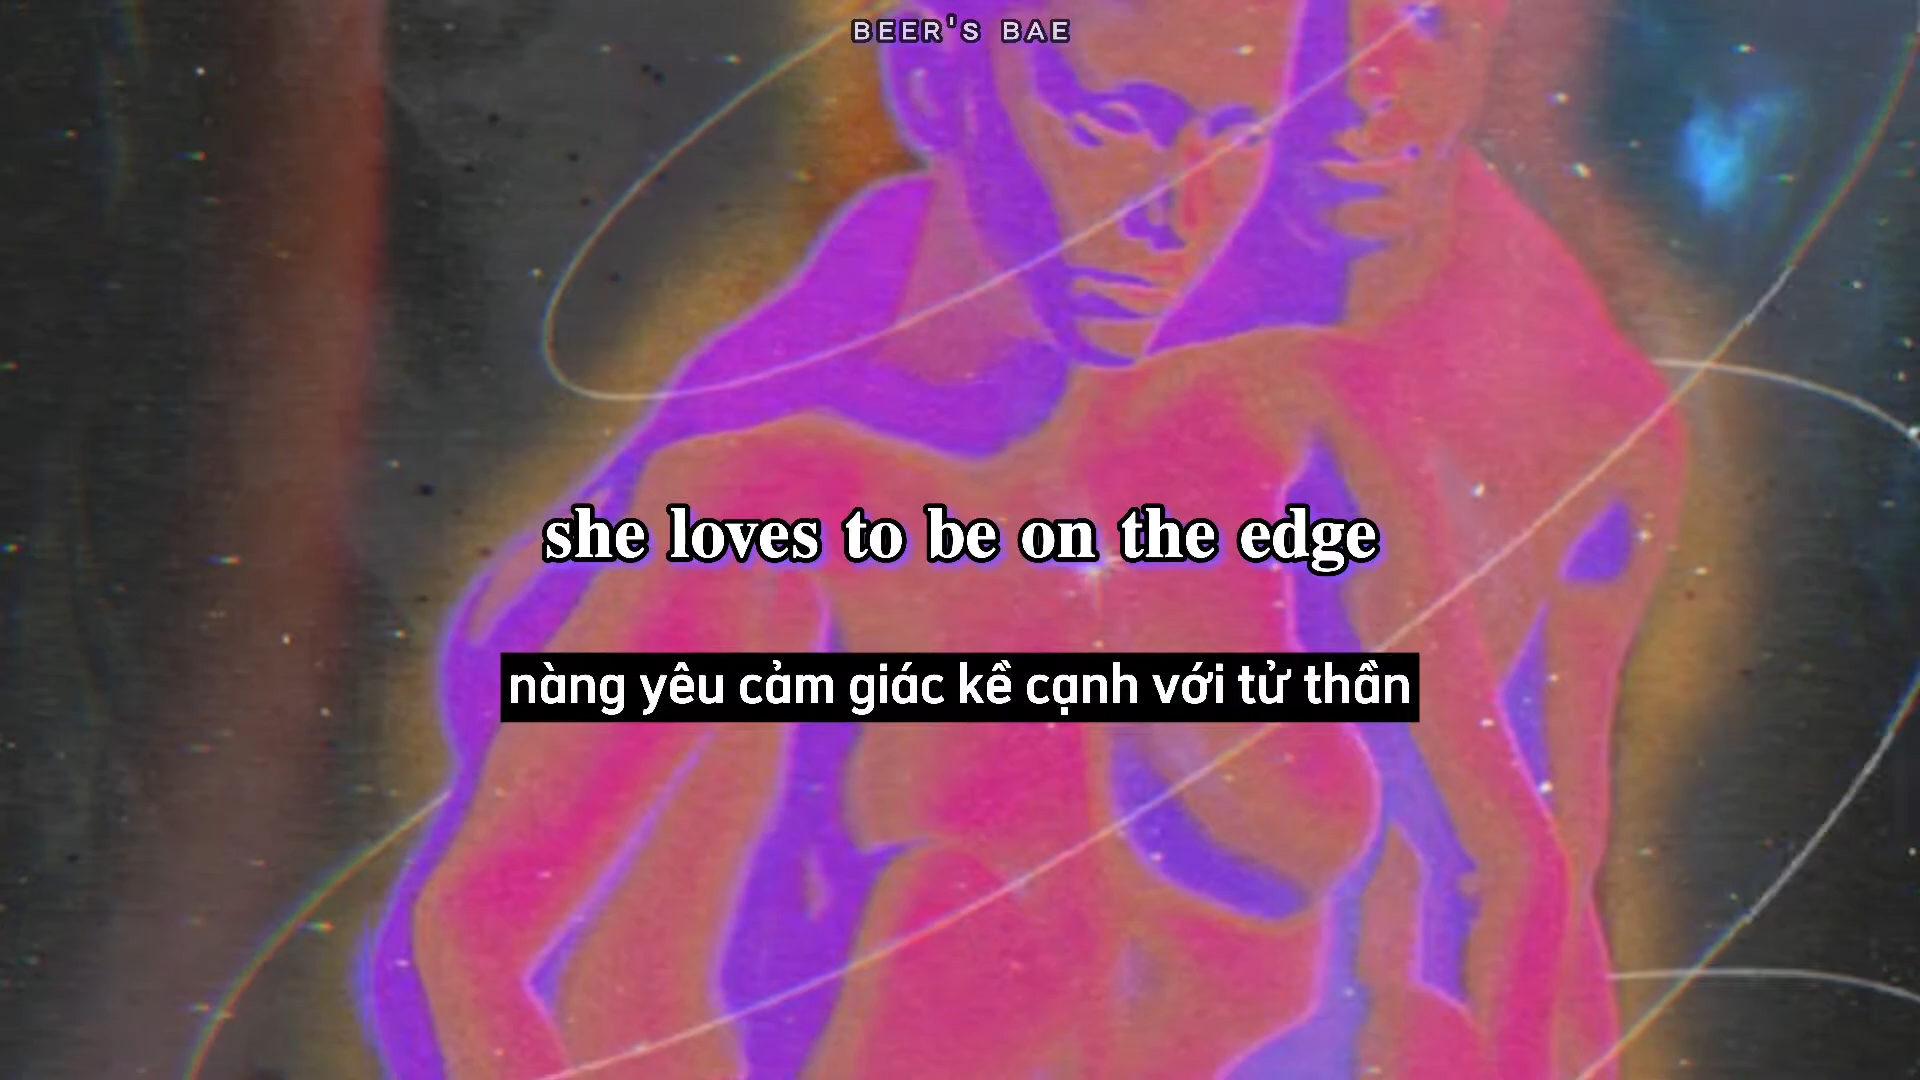 BEER'S BAE
she loves to be on the edge
nàng yêu cảm giác kề cạnh với tử thần